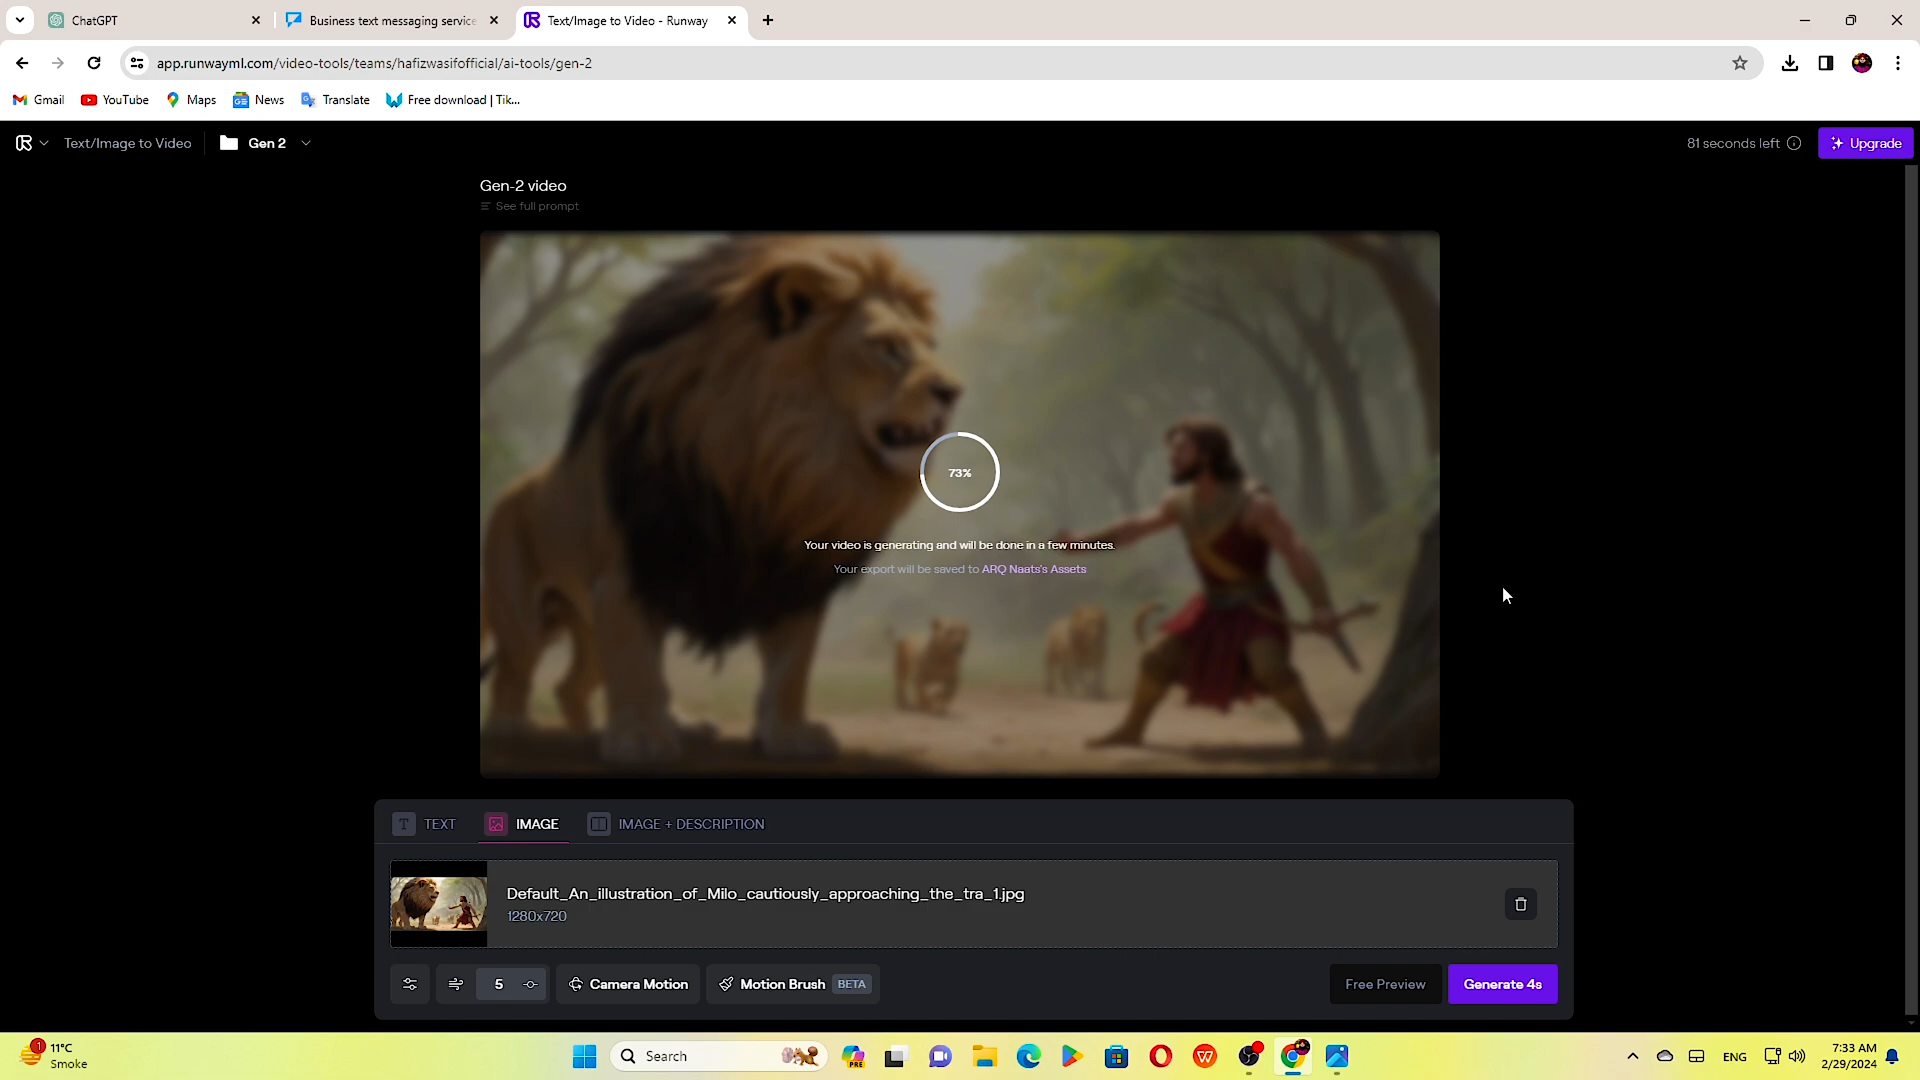 ChatGPT
Business text messaging service
Text/Image to Video - Runway
app.runwayml.com/video-tools/teams/hafizwasifofficial/ai-tools/gen-2
Gmail
YouTube
Maps
News
Translate
Free download | Tik...
Text/Image to Video
Gen 2
81 seconds left
Upgrade
Gen-2 video
See full prompt
73%
Your video is generating and will be done in a few minutes.
Your export will be saved to ARQ Naats's Assets
TEXT
IMAGE
IMAGE + DESCRIPTION
Default_An_illustration_of_Milo_cautiously_approaching_the_tra_1.jpg
1280x720
5
Camera Motion
Motion Brush BETA
Free Preview
Generate 4s
1
11°C
Smoke
Search
PRE
ENG
7:33 AM
2/29/2024